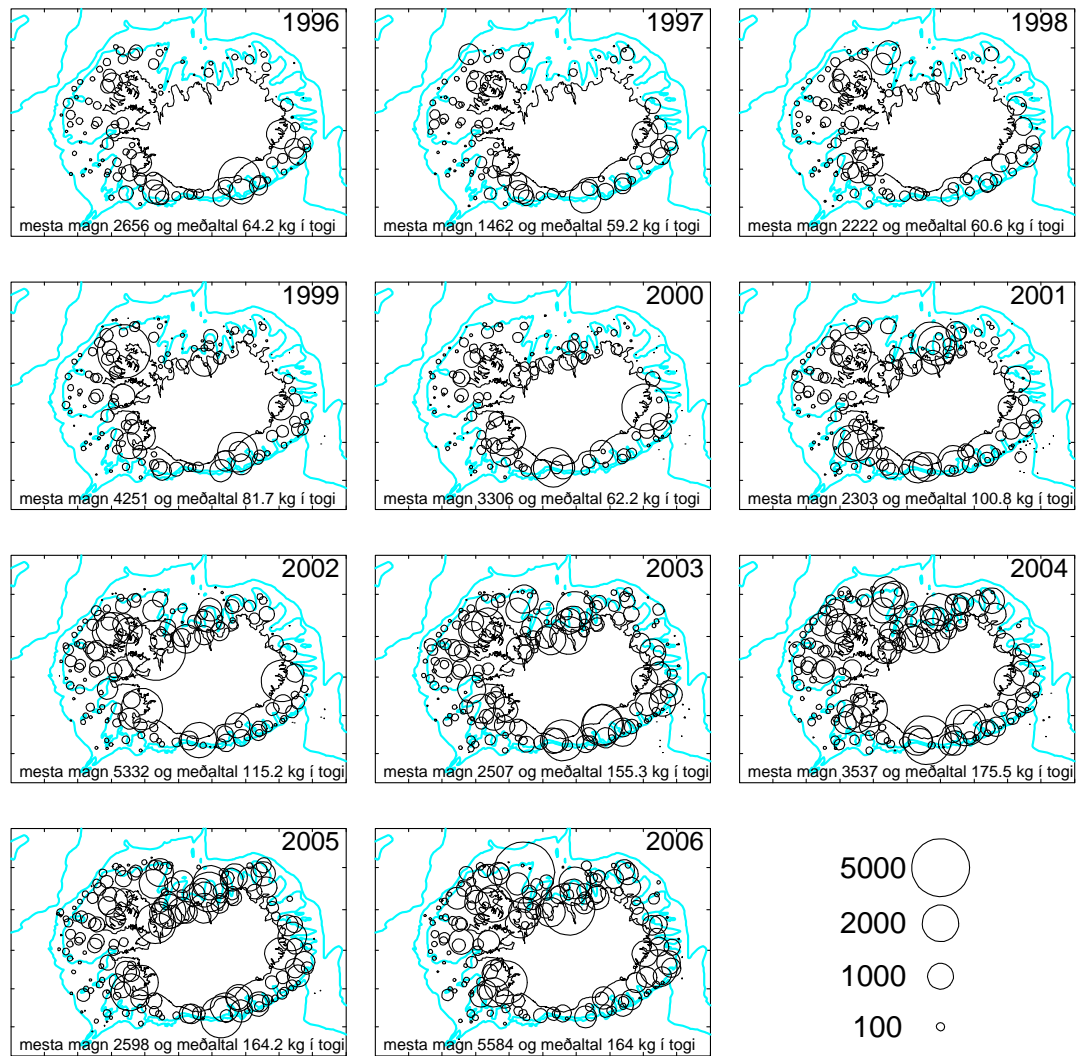 1996
mesta magn 2656 og meðaltal 64.2 kg í togi
1997
mesta magn 1462 og meðaltal 59.2 kg í togi
1998
mesta magn 2222 og meðaltal 60.6 kg í togi
1999
mesta magn 4251 og meðaltal 81.7 kg í togi
2000
mesta magn 3306 og meðaltal 62.2 kg í togi
2001
mesta magn 2303 og meðaltal 100.8 kg í togi
2002
mesta magn 5332 og meðaltal 115.2 kg í togi
2003
mesta magn 2507 og meðaltal 155.3 kg í togi
2004
mesta magn 3537 og meðaltal 175.5 kg í togi
2005
mesta magn 2598 og meðaltal 164.2 kg í togi
2006
mesta magn 5584 og meðaltal 164 kg í togi
5000
2000
1000
100